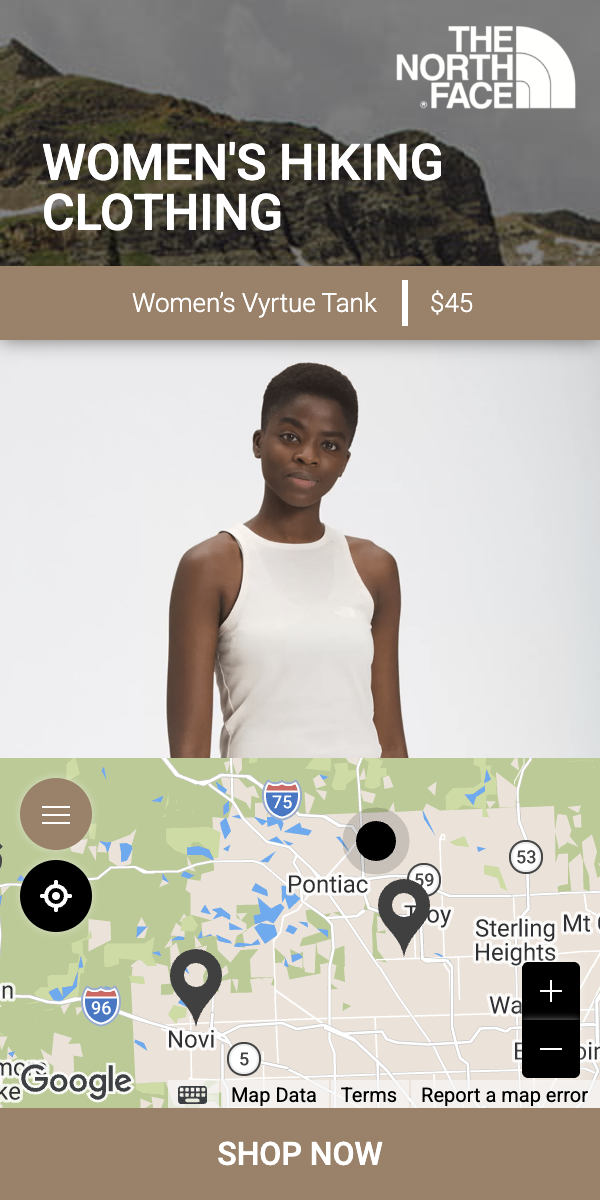 THE
NORTH
FACE
WOMEN'S HIKING
CLOTHING
Women’s Vyrtue Tank | $45
75
53
Pontiac
59
Troy
Sterling
Heights
Mt
96
Novi
5
Google
Map Data
Terms
Report a map error
SHOP NOW